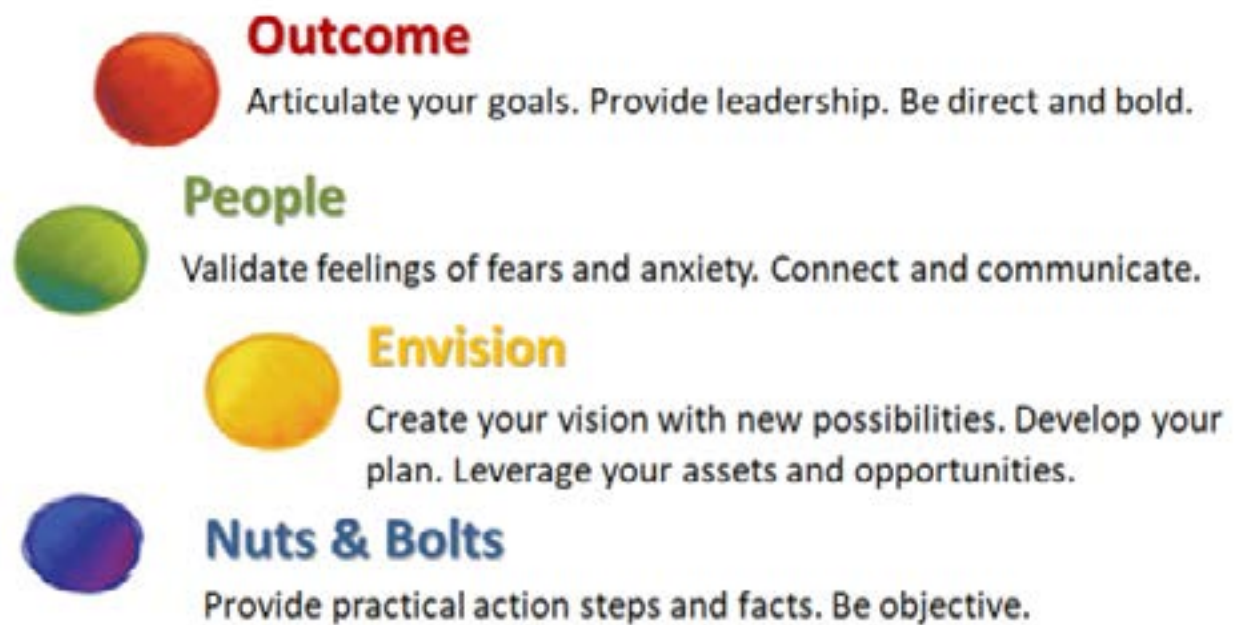 Outcome
Articulate your goals. Provide leadership. Be direct and bold.
People
Validate feelings of fears and anxiety. Connect and communicate.
Envision
Create your vision with new possibilities. Develop your
plan. Leverage your assets and opportunities.
Nuts & Bolts
Provide practical action steps and facts. Be objective.